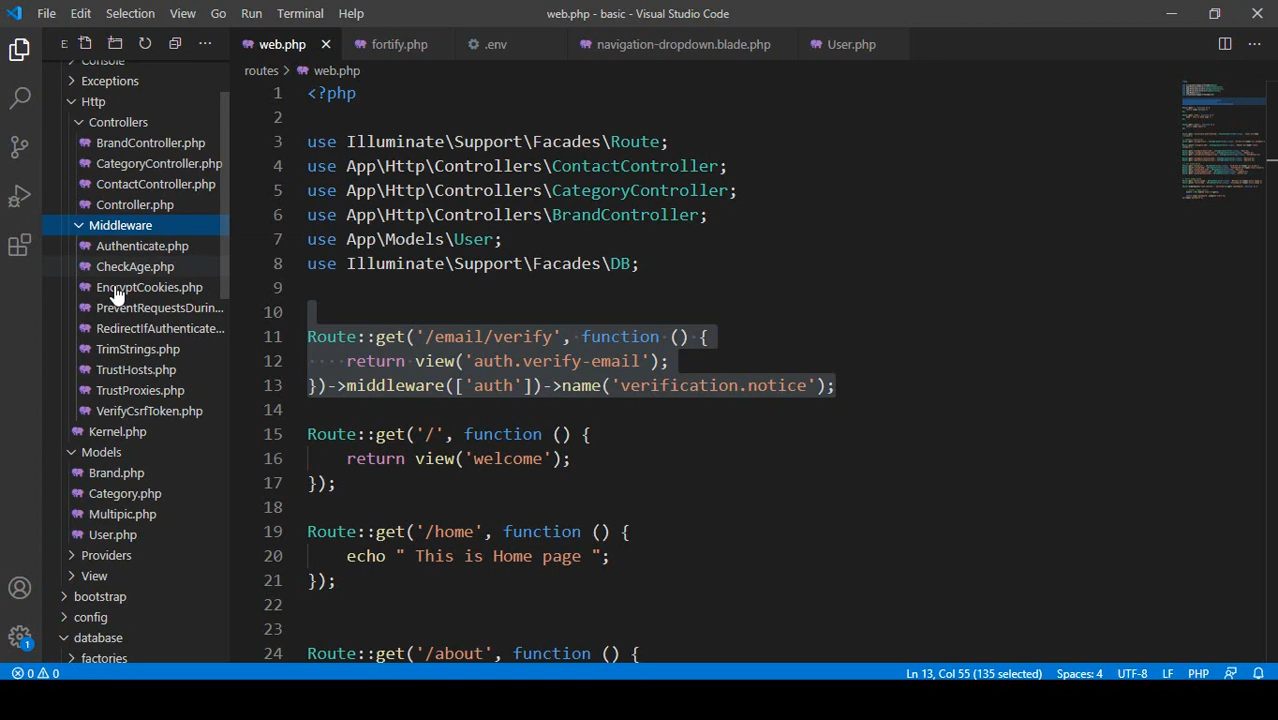 File Edit Selection View Go Run Terminal Help
web.php - basic - Visual Studio Code
E
web.php
fortify.php
.env
navigation-dropdown.blade.php
User.php
Console
Exceptions
Http
Controllers
BrandController.php
CategoryController.php
ContactController.php
Controller.php
Middleware
Authenticate.php
CheckAge.php
EncryptCookies.php
PreventRequestsDurin...
RedirectIfAuthenticate...
TrimStrings.php
TrustHosts.php
TrustProxies.php
VerifyCsrfToken.php
Kernel.php
Models
Brand.php
Category.php
Multipic.php
User.php
Providers
View
bootstrap
config
database
factories
routes > web.php
1 <?php
2
3 use Illuminate\Support\Facades\Route;
4 use App\Http\Controllers\ContactController;
5 use App\Http\Controllers\CategoryController;
6 use App\Http\Controllers\BrandController;
7 use App\Models\User;
8 use Illuminate\Support\Facades\DB;
9
10
11 Route::get('/email/verify', function () {
12 return view('auth.verify-email');
13 })->middleware(['auth'])->name('verification.notice');
14
15 Route::get('/', function () {
16 return view('welcome');
17 });
18
19 Route::get('/home', function () {
20 echo " This is Home page ";
21 });
22
23
24 Route::get('/about', function () {
1
0 0
Ln 13, Col 55 (135 selected) Spaces: 4 UTF-8 LF PHP